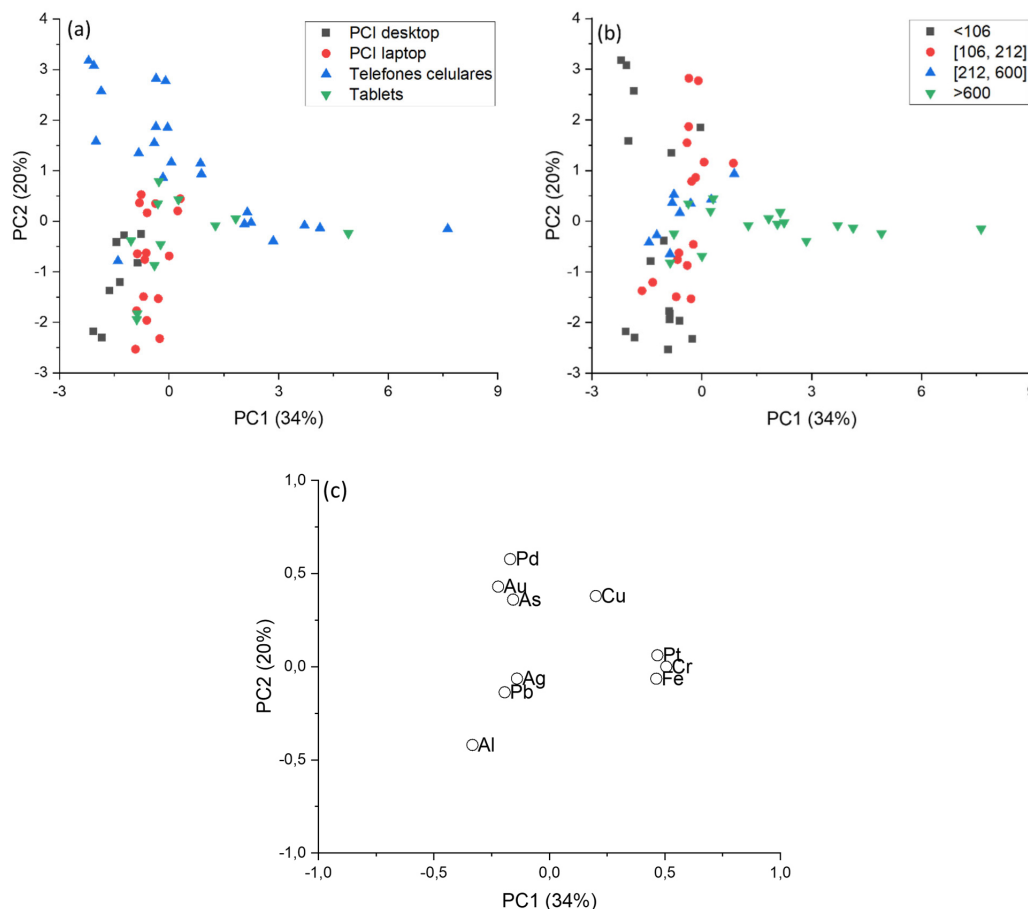 (a)
PCI desktop
PCI laptop
Telefones celulares
Tablets
4
3
2
1
0
-1
-2
-3
PC2 (20%)
-3
0
3
6
9
PC1 (34%)
(b)
<106
[106, 212]
[212, 600]
>600
4
3
2
1
0
-1
-2
-3
PC2 (20%)
-3
0
3
6
9
PC1 (34%)
(c)
1,0
0,5
0,0
-0,5
-1,0
PC2 (20%)
Pd
Au
As
Cu
Pt
Cr
Fe
Ag
Pb
Al
-1,0
-0,5
0,0
0,5
1,0
PC1 (34%)